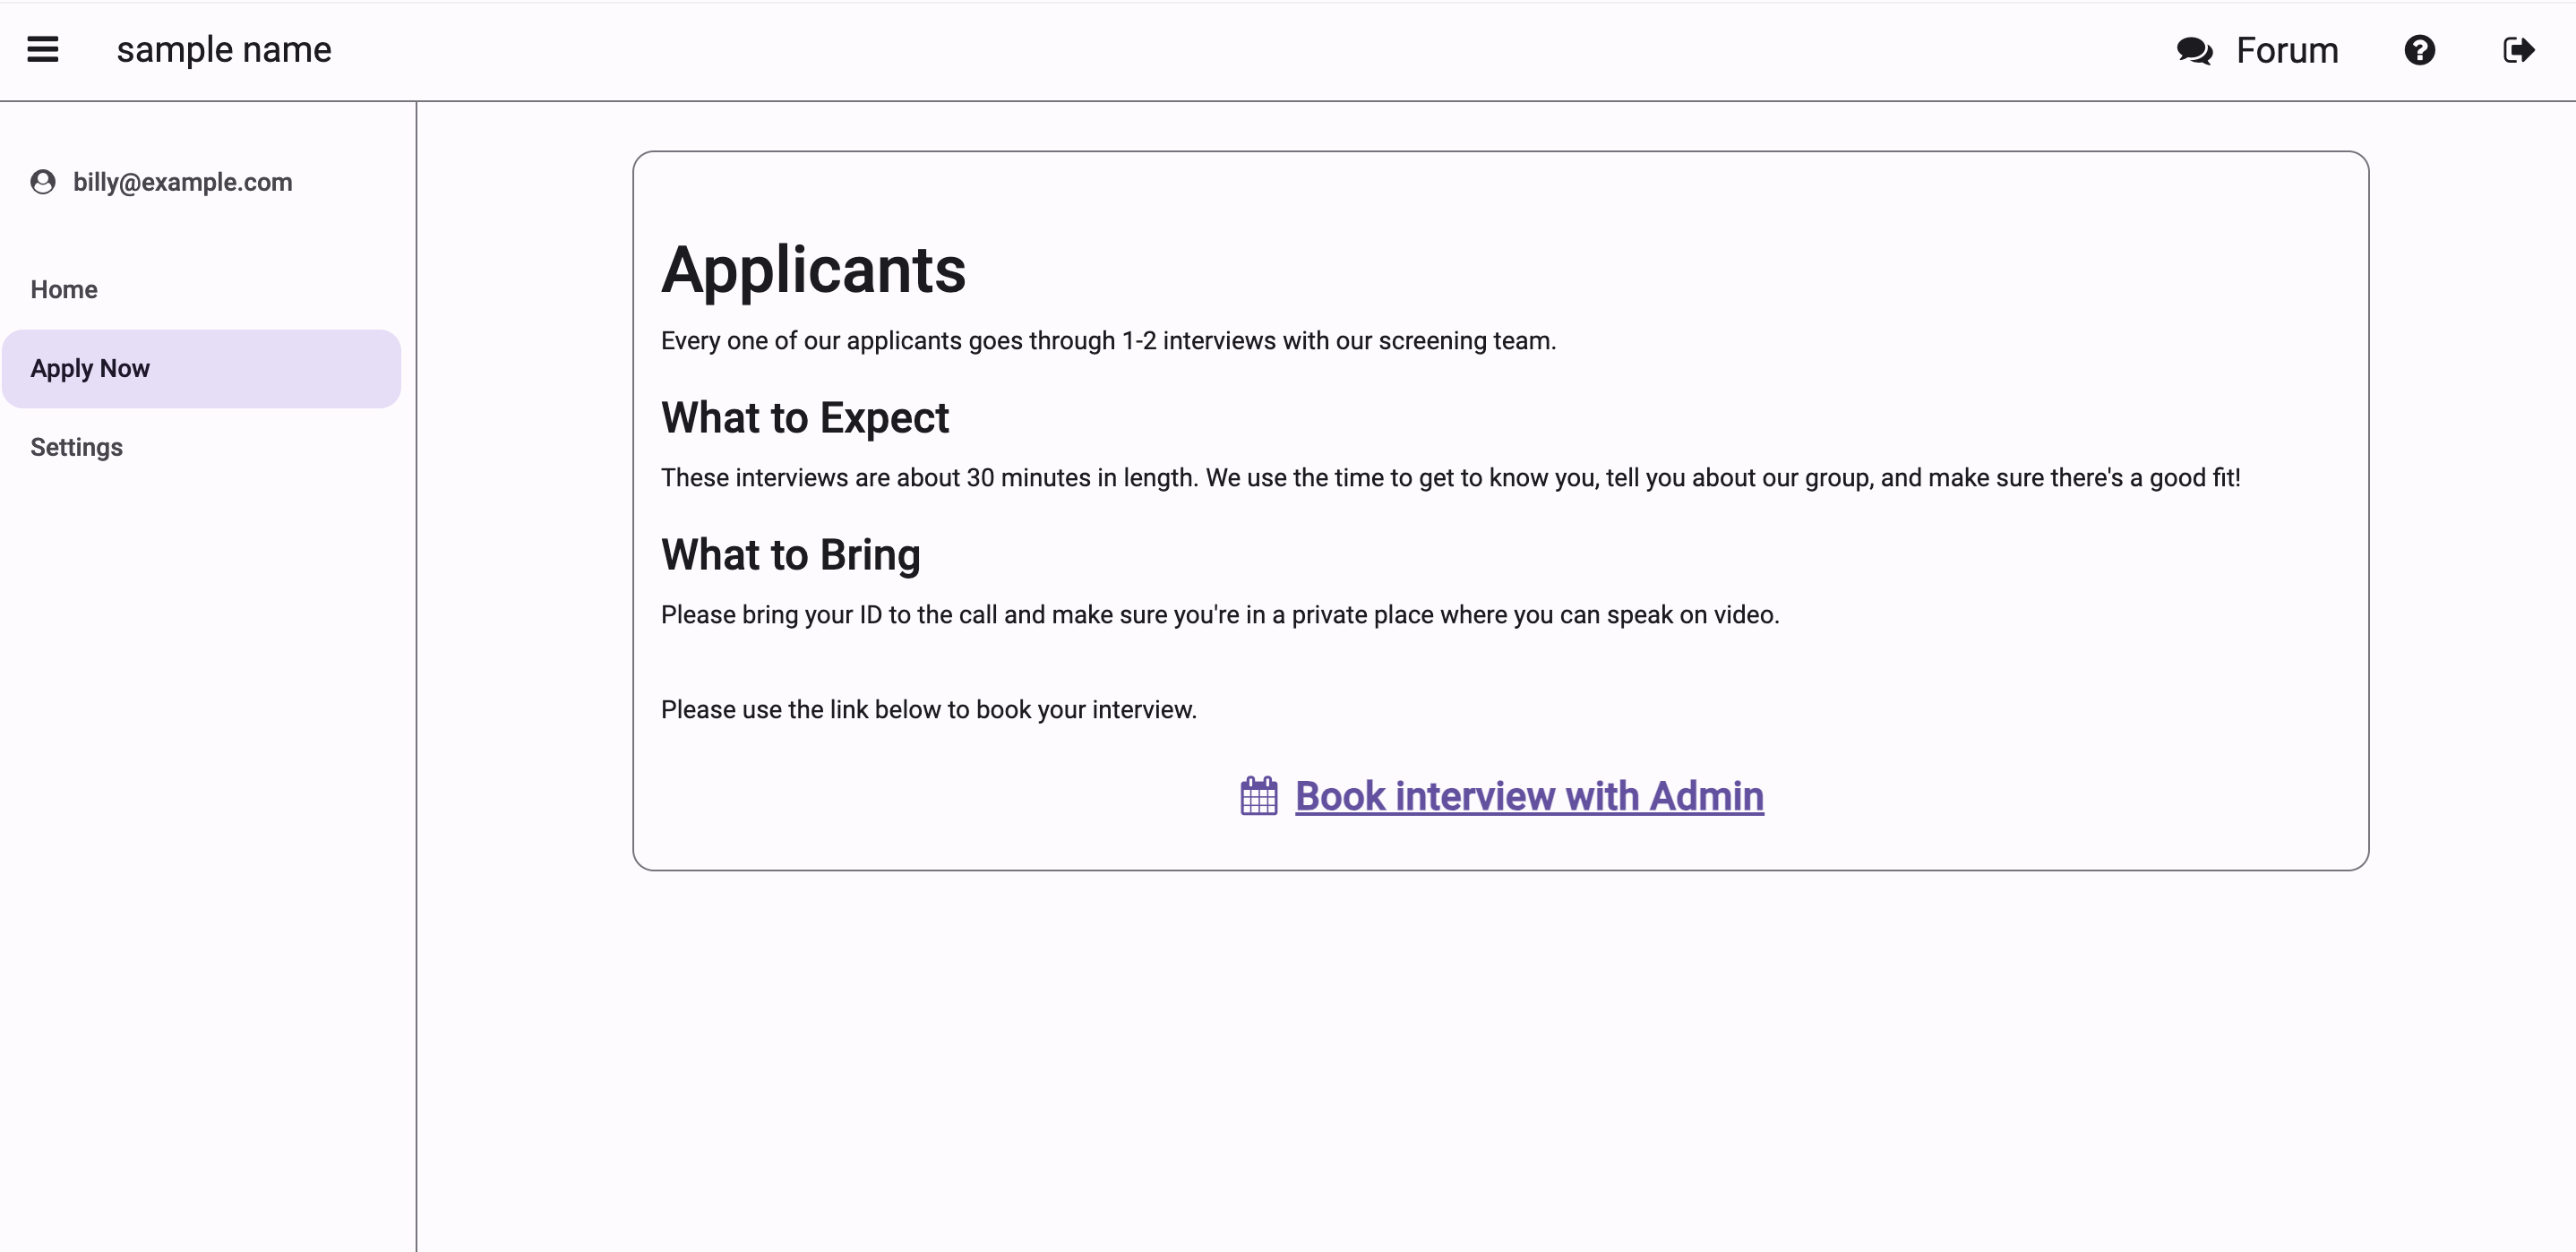 sample name
Forum
billy@example.com
Home
Apply Now
Settings
Applicants
Every one of our applicants goes through 1-2 interviews with our screening team.
What to Expect
These interviews are about 30 minutes in length. We use the time to get to know you, tell you about our group, and make sure there's a good fit!
What to Bring
Please bring your ID to the call and make sure you're in a private place where you can speak on video.
Please use the link below to book your interview.
Book interview with Admin